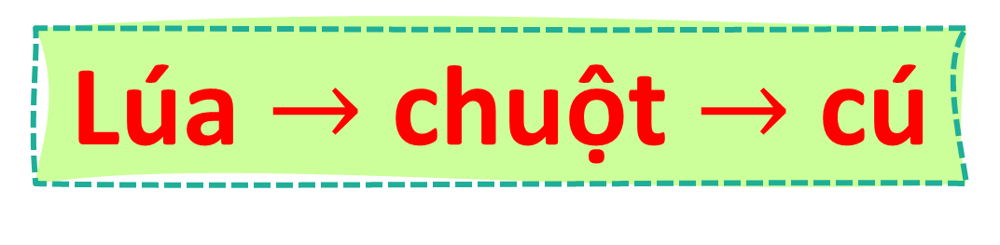 Lúa → chuột → cú